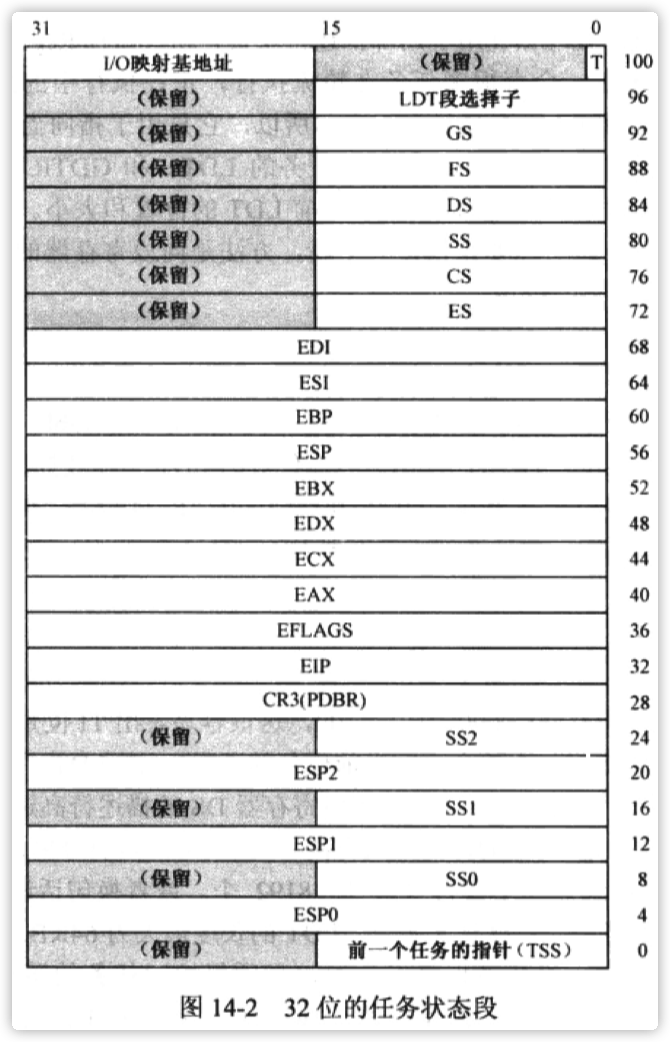 31 15 0
I/O映射基地址 （保留） T 100
（保留） LDT段选择子 96
（保留） GS 92
（保留） FS 88
（保留） DS 84
（保留） SS 80
（保留） CS 76
（保留） ES 72
EDI 68
ESI 64
EBP 60
ESP 56
EBX 52
EDX 48
ECX 44
EAX 40
EFLAGS 36
EIP 32
CR3(PDBR) 28
（保留） SS2 24
ESP2 20
（保留） SS1 16
ESP1 12
（保留） SS0 8
ESP0 4
（保留） 前一个任务的指针（TSS） 0
图 14-2 32 位的任务状态段